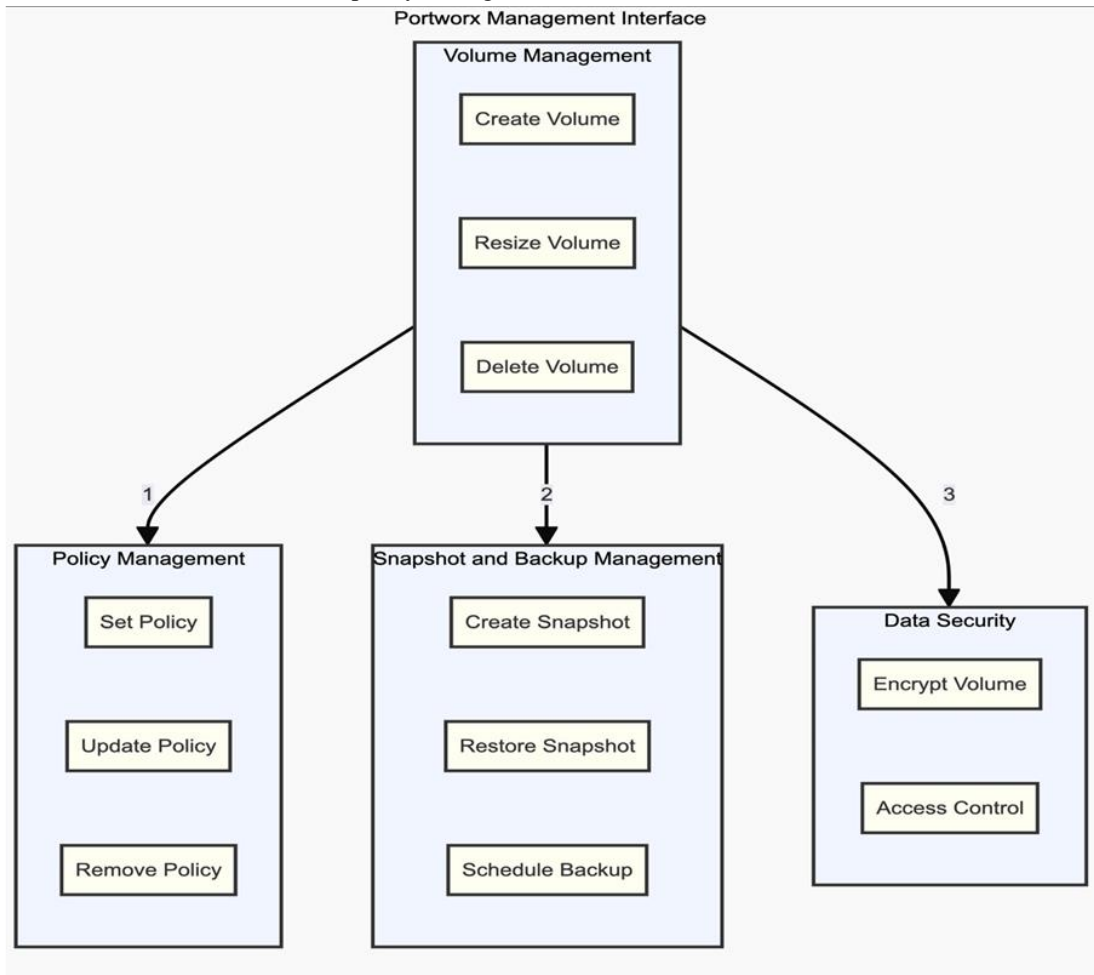 Portworx Management Interface
Volume Management
Create Volume
Resize Volume
Delete Volume
1
2
3
Policy Management
Set Policy
Update Policy
Remove Policy
Snapshot and Backup Management
Create Snapshot
Restore Snapshot
Schedule Backup
Data Security
Encrypt Volume
Access Control